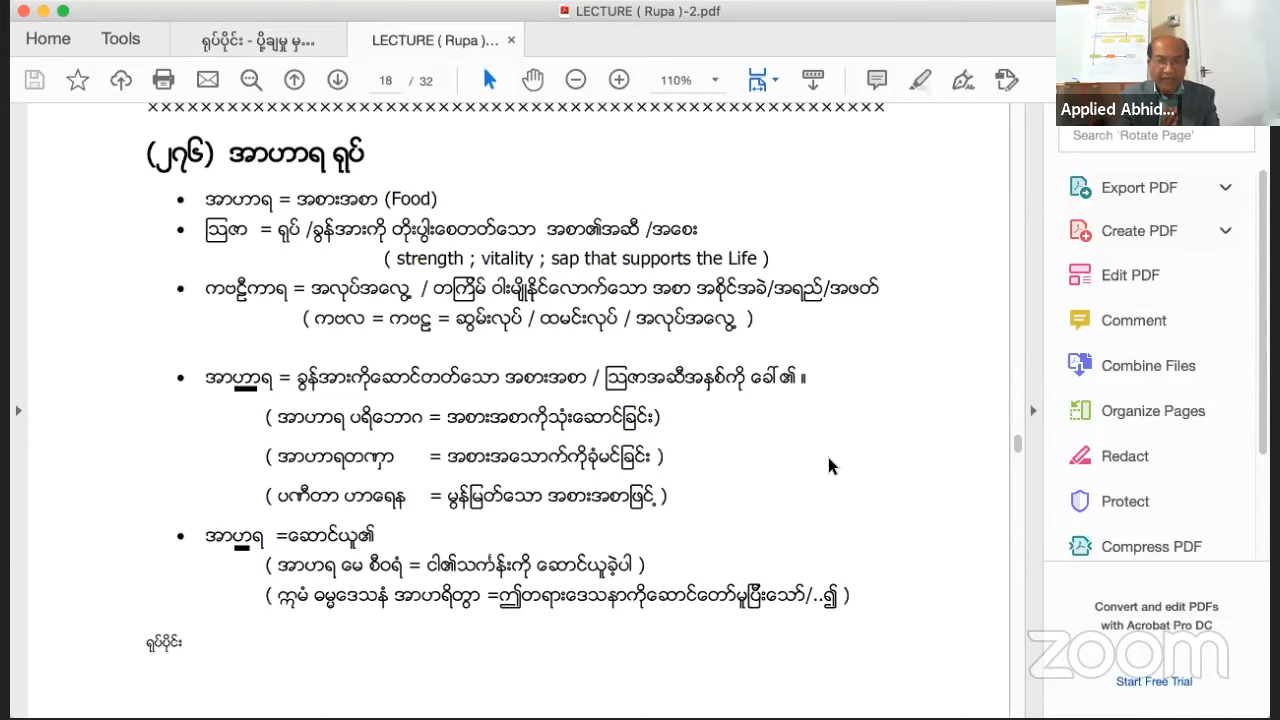 LECTURE ( Rupa )-2.pdf
Home
Tools
ရုပ်ပိုင်း - ပို့ချမှု မှ...
LECTURE ( Rupa )... ×
18 / 32
110%
Applied Abhid...
Search 'Rotate Page'
××××××××××××××××××××××××××××××××××××××××××××××××××××××××
(၂၇၆) အာဟာရ ရုပ်
• အာဟာရ = အစားအစာ (Food)
• ဩဇာ = ရုပ် /ခွန်အားကို တိုးပွါးစေတတ်သော အစာ၏အဆီ /အစေး
( strength ; vitality ; sap that supports the Life )
• ကဗဠီကာရ = အလုပ်အလွေ့ / တကြိမ် ဝါးမျိုနိုင်လောက်သော အစာ အစိုင်အခဲ/အရည်/အဖတ်
( ကဗလ = ကဗဠ = ဆွမ်းလုပ် / ထမင်းလုပ် / အလုပ်အလွေ့ )
• အာဟာရ = ခွန်အားကိုဆောင်တတ်သော အစားအစာ / ဩဇာအဆီအနှစ်ကို ခေါ်၏ ။
( အာဟာရ ပရိဘောဂ = အစားအစာကိုသုံးဆောင်ခြင်း)
( အာဟာရတဏှာ = အစားအသောက်ကိုခုံမင်ခြင်း )
( ပဏီတာ ဟာရေန = မွန်မြတ်သော အစားအစာဖြင့် )
• အာဟရ =ဆောင်ယူ၏
( အာဟရ မေ စီဝရံ = ငါ၏သင်္ကန်းကို ဆောင်ယူခဲ့ပါ )
( ဣမံ ဓမ္မဒေသနံ အာဟရိတွာ =ဤတရားဒေသနာကိုဆောင်တော်မူပြီးသော်/..၍ )
ရုပ်ပိုင်း
Export PDF
Create PDF
Edit PDF
Comment
Combine Files
Organize Pages
Redact
Protect
Compress PDF
Convert and edit PDFs
with Acrobat Pro DC
Start Free Trial
zoom